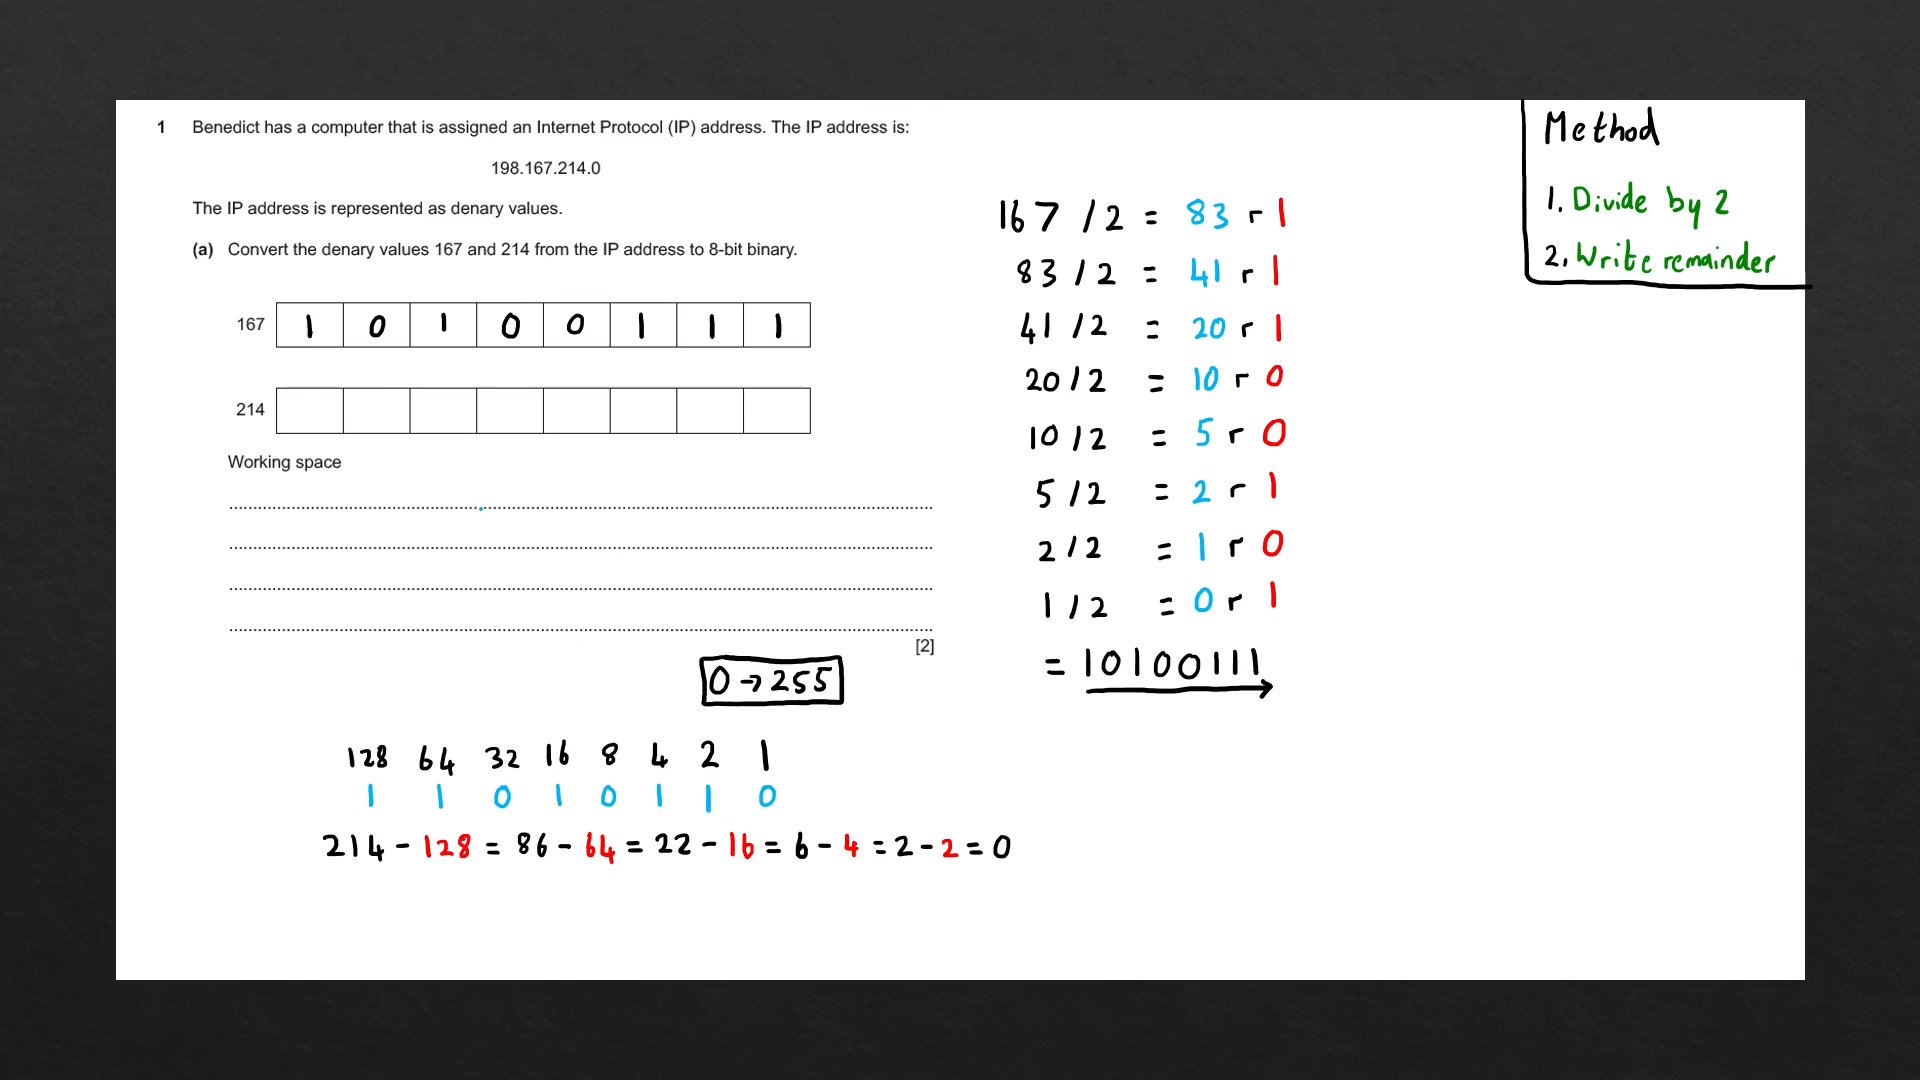 1 Benedict has a computer that is assigned an Internet Protocol (IP) address. The IP address is:
198.167.214.0
The IP address is represented as denary values.
(a) Convert the denary values 167 and 214 from the IP address to 8-bit binary.
167 1 0 1 0 0 1 1 1
214
Working space
[2]
0 → 255
128 64 32 16 8 4 2 1
1 1 0 1 0 1 1 0
214 - 128 = 86 - 64 = 22 - 16 = 6 - 4 = 2 - 2 = 0
167 / 2 = 83 r 1
83 / 2 = 41 r 1
41 / 2 = 20 r 1
20 / 2 = 10 r 0
10 / 2 = 5 r 0
5 / 2 = 2 r 1
2 / 2 = 1 r 0
1 / 2 = 0 r 1
= 10100111
Method
1. Divide by 2
2. Write remainder